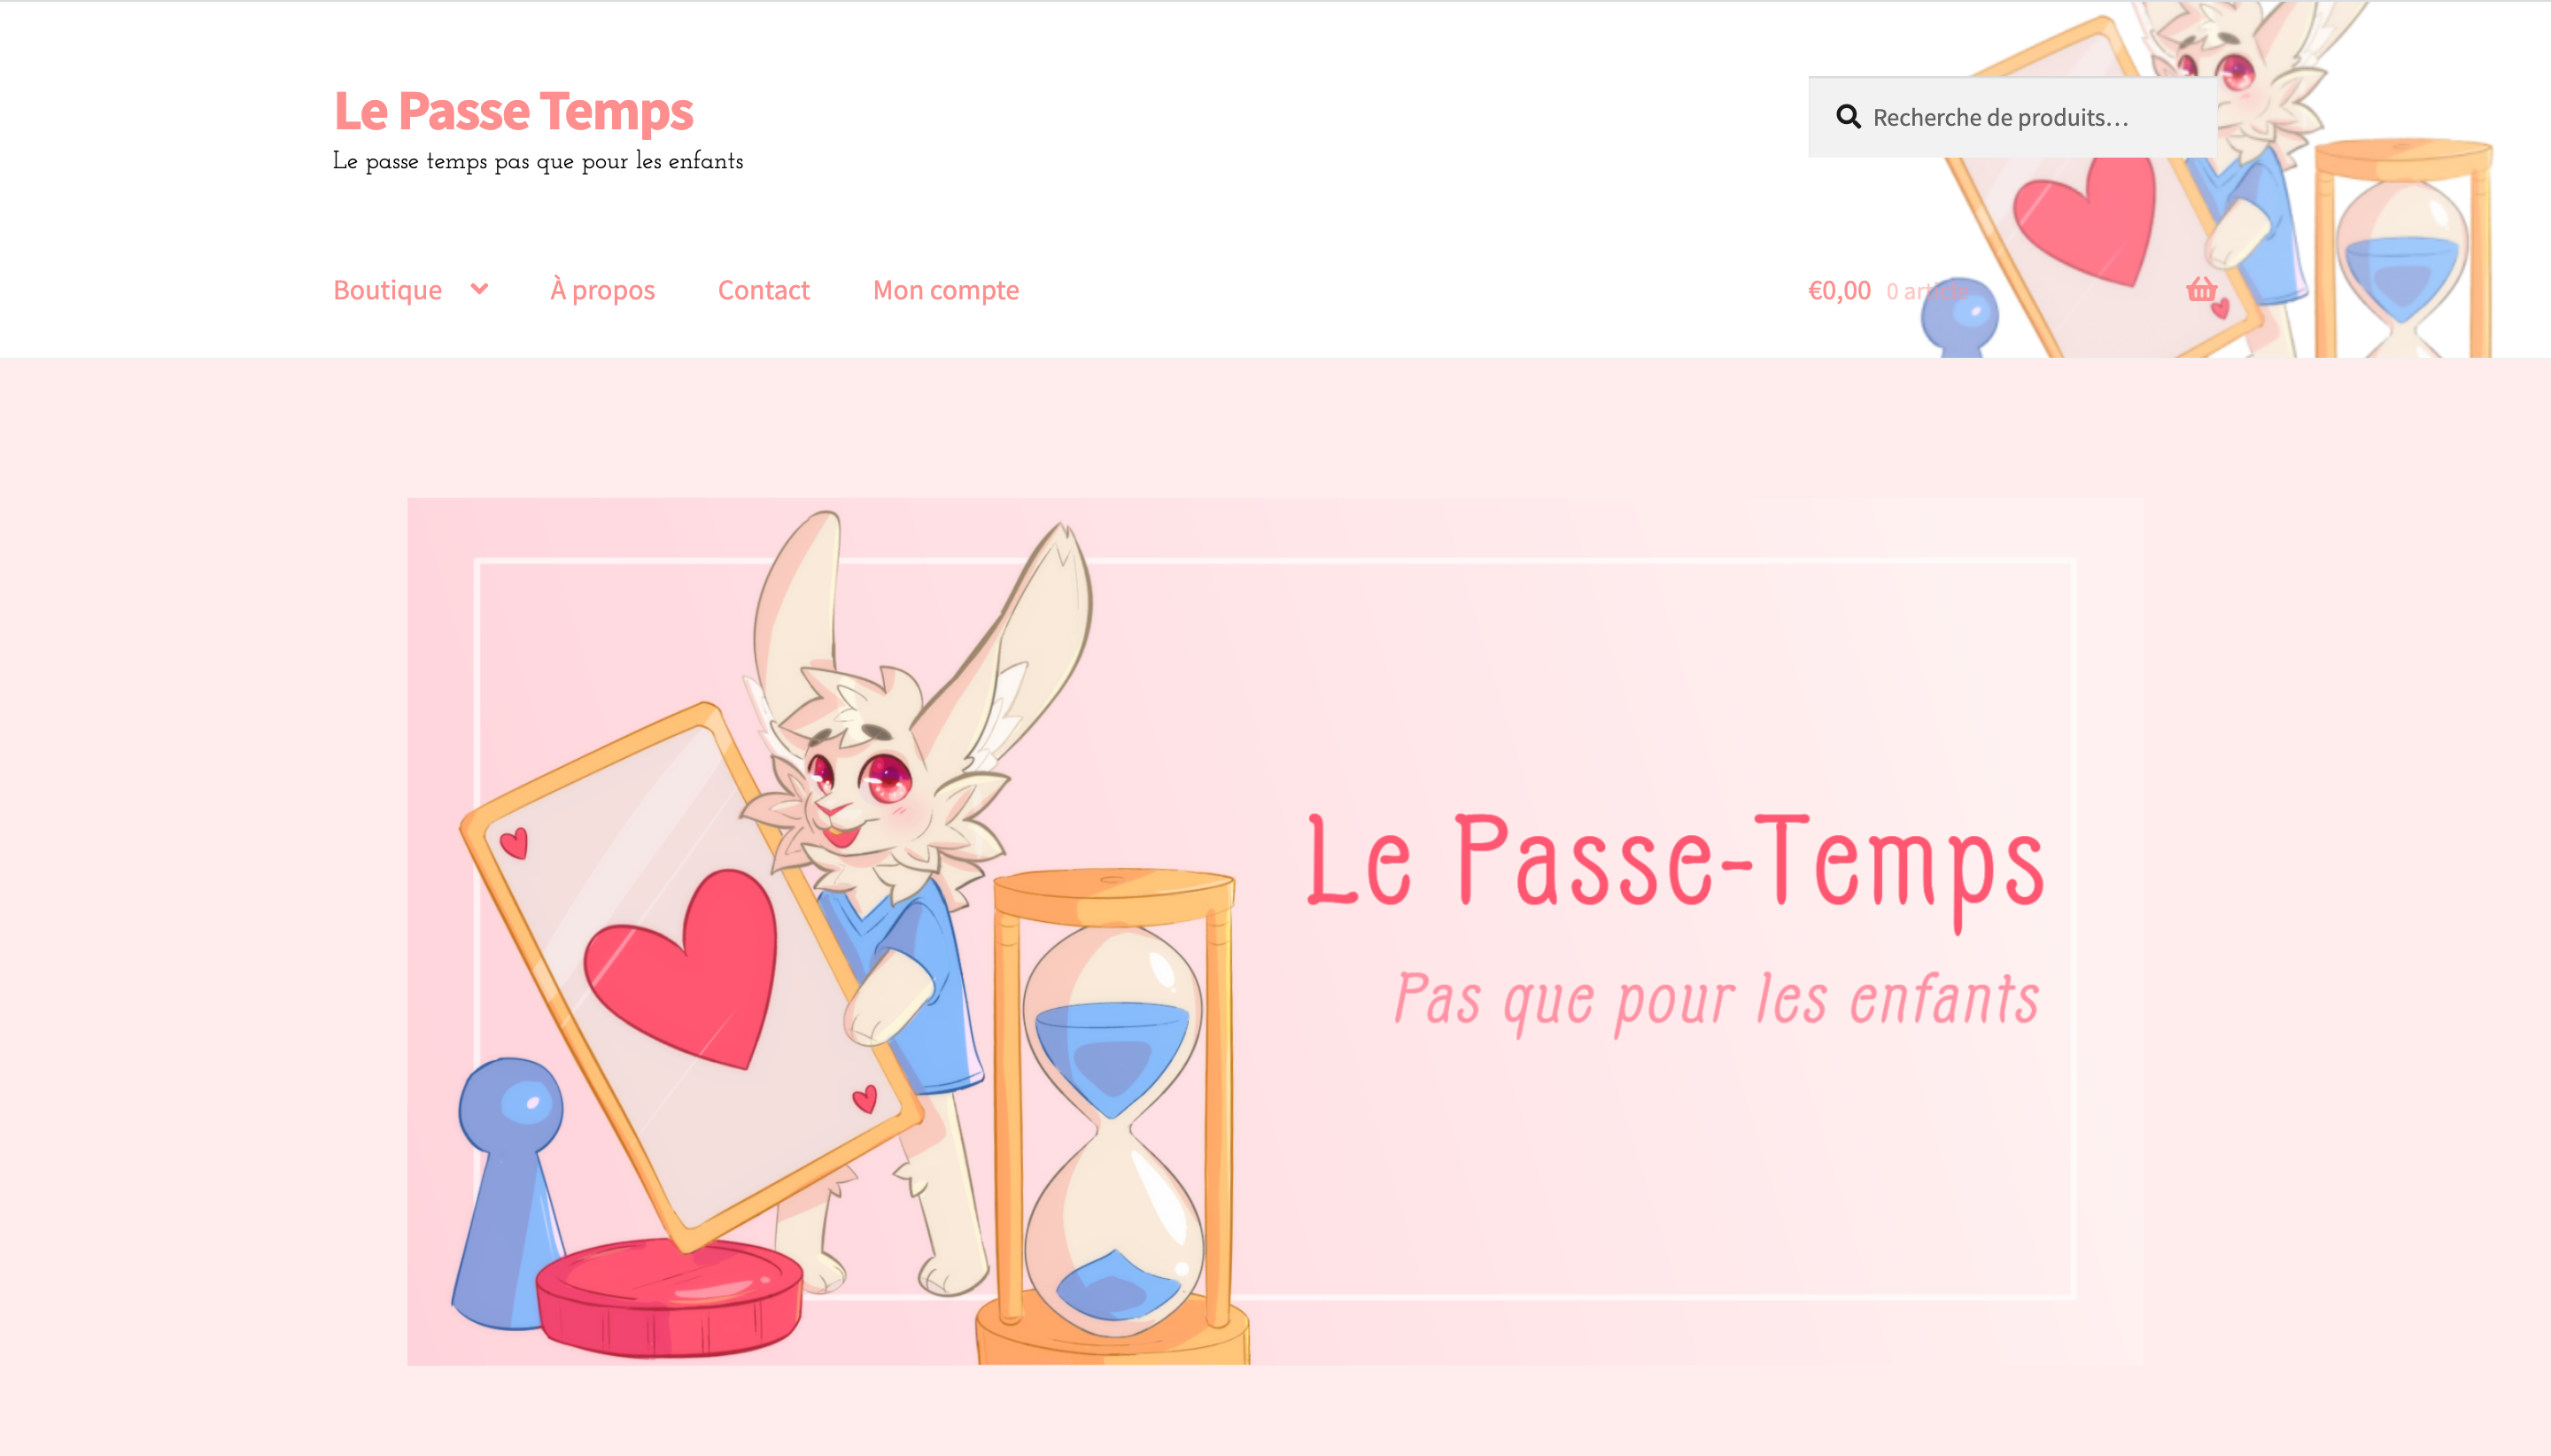 Le Passe Temps
Le passe temps pas que pour les enfants
Recherche de produits…
Boutique
À propos
Contact
Mon compte
€0,00 0 article
Le Passe-Temps
Pas que pour les enfants